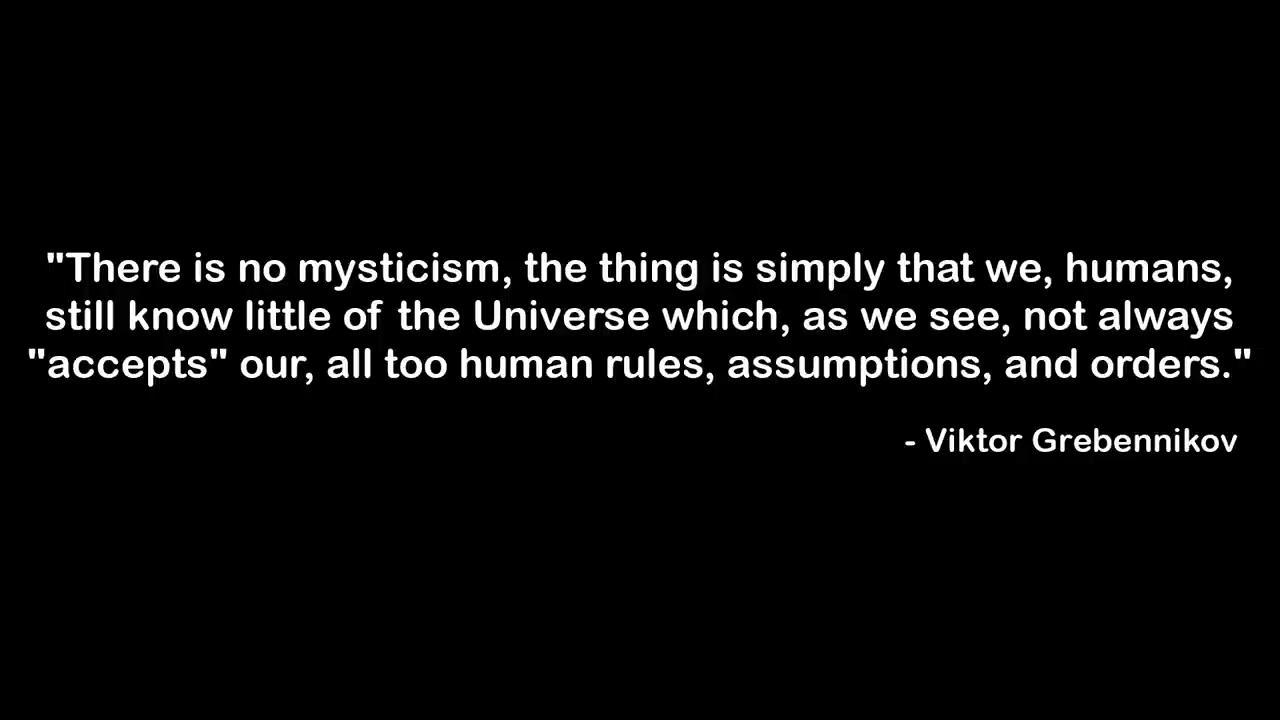 "There is no mysticism, the thing is simply that we, humans,
still know little of the Universe which, as we see, not always
"accepts" our, all too human rules, assumptions, and orders."
- Viktor Grebennikov